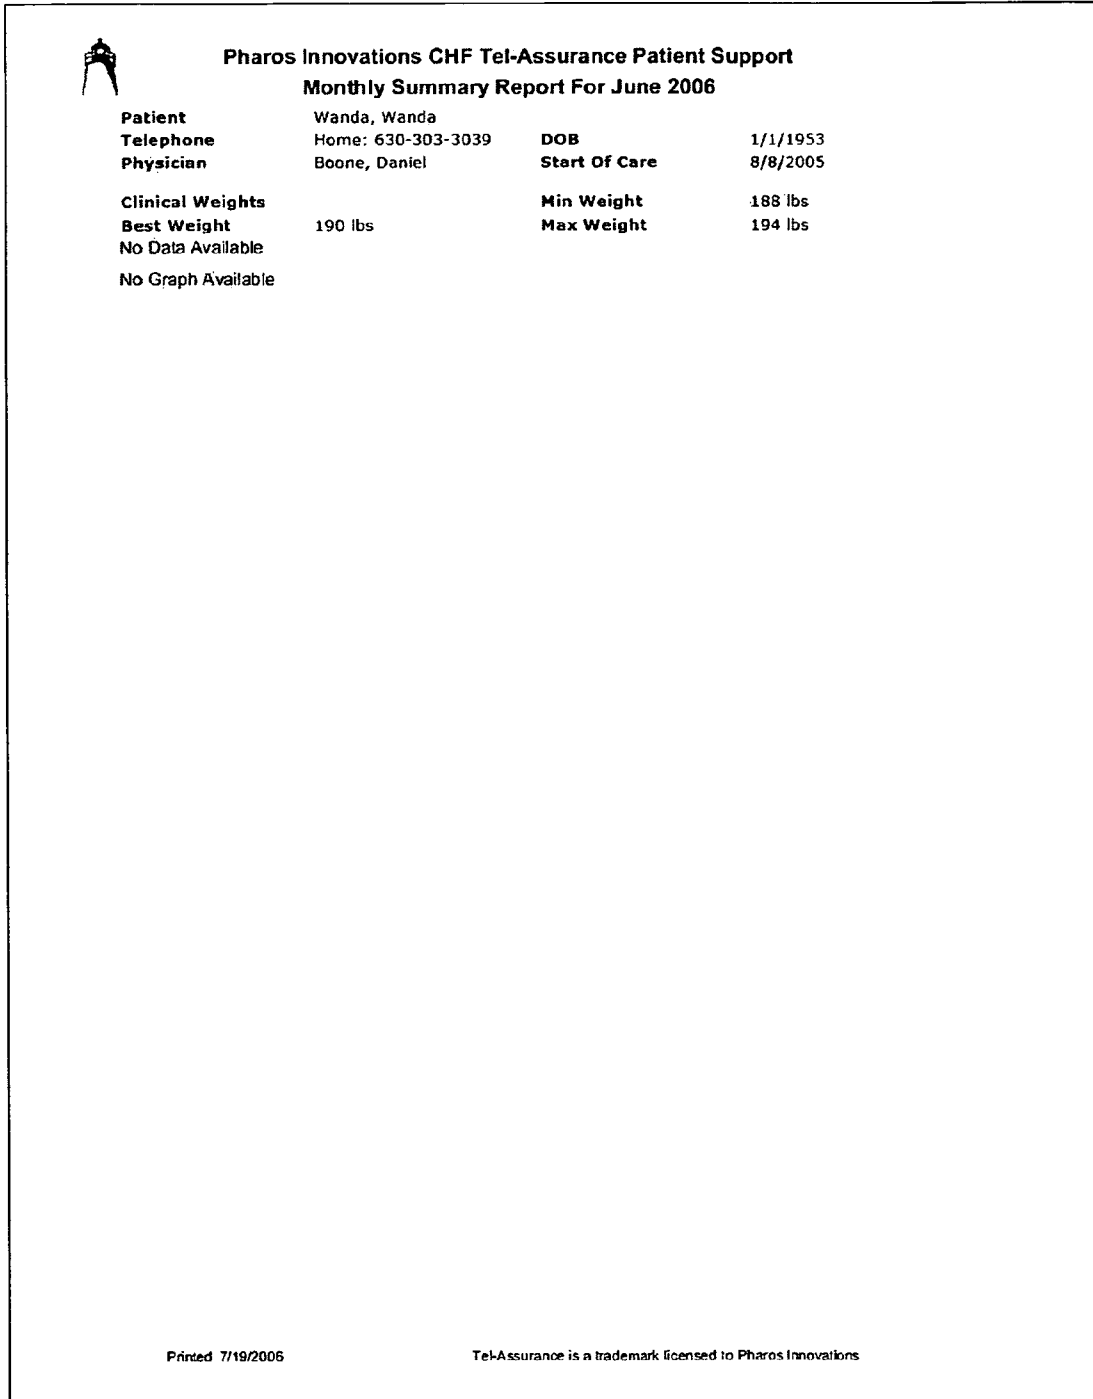 Pharos Innovations CHF Tel-Assurance Patient Support
Monthly Summary Report For June 2006
Patient Wanda, Wanda
Telephone Home: 630-303-3039 DOB 1/1/1953
Physician Boone, Daniel Start Of Care 8/8/2005
Clinical Weights Min Weight 188 lbs
Best Weight 190 lbs Max Weight 194 lbs
No Data Available
No Graph Available
Printed 7/19/2006 Tel-Assurance is a trademark licensed to Pharos Innovations